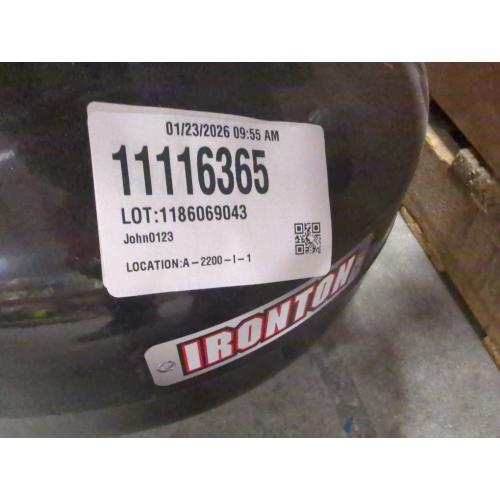 01/23/2026 09:55 AM
11116365
LOT:1186069043
John0123
LOCATION:A-2200-I-1
IRONTON